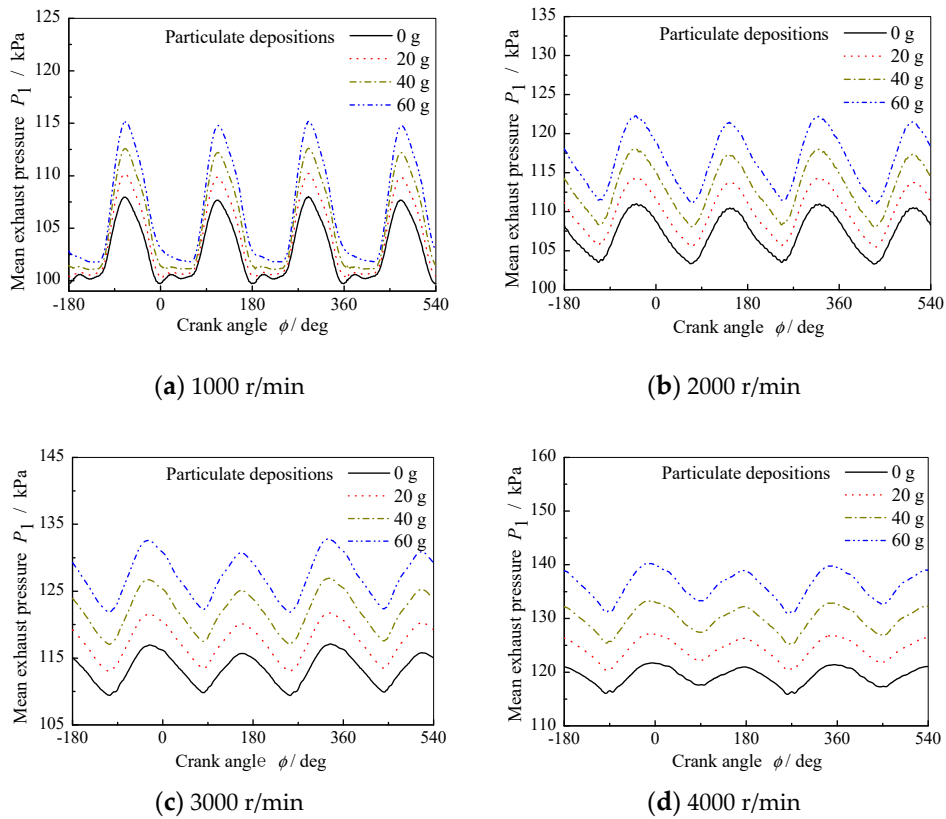 125
120
115
110
105
100
-180 0 180 360 540
Mean exhaust pressure P1 / kPa
Crank angle ϕ / deg
Particulate depositions
0 g
20 g
40 g
60 g
(a) 1000 r/min
135
130
125
120
115
110
105
100
-180 0 180 360 540
Mean exhaust pressure P1 / kPa
Crank angle ϕ / deg
Particulate depositions
0 g
20 g
40 g
60 g
(b) 2000 r/min
145
135
125
115
105
-180 0 180 360 540
Mean exhaust pressure P1 / kPa
Crank angle ϕ / deg
Particulate depositions
0 g
20 g
40 g
60 g
(c) 3000 r/min
160
150
140
130
120
110
-180 0 180 360 540
Mean exhaust pressure P1 / kPa
Crank angle ϕ / deg
Particulate depositions
0 g
20 g
40 g
60 g
(d) 4000 r/min